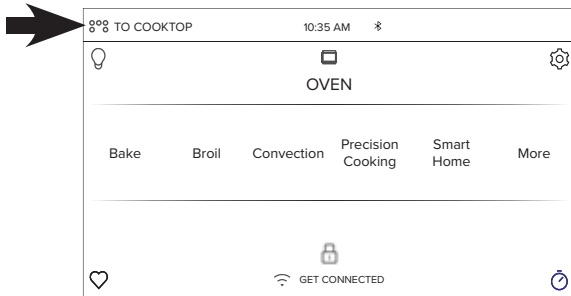 TO COOKTOP 10:35 AM
OVEN
Bake Broil Convection Precision Cooking Smart Home More
GET CONNECTED